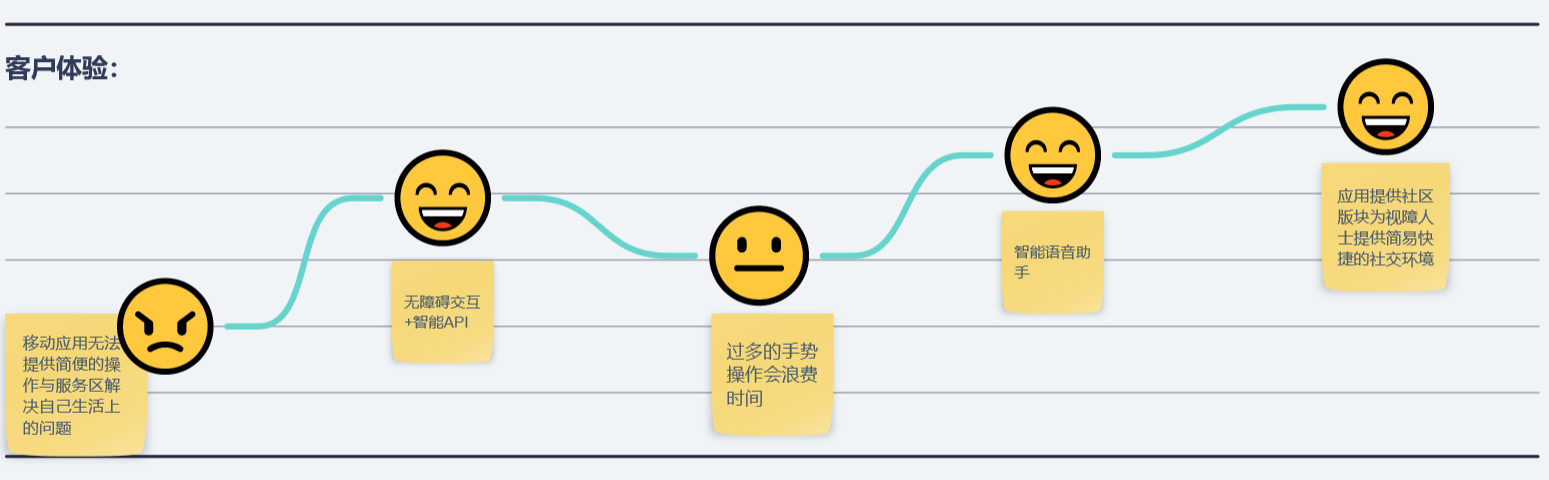 客户体验：
移动应用无法
提供简便的操
作与服务区解
决自己生活上
的问题
无障碍交互
+智能API
过多的手势
操作会浪费
时间
智能语音助
手
应用提供社区
版块为视障人
士提供简易快
捷的社交环境